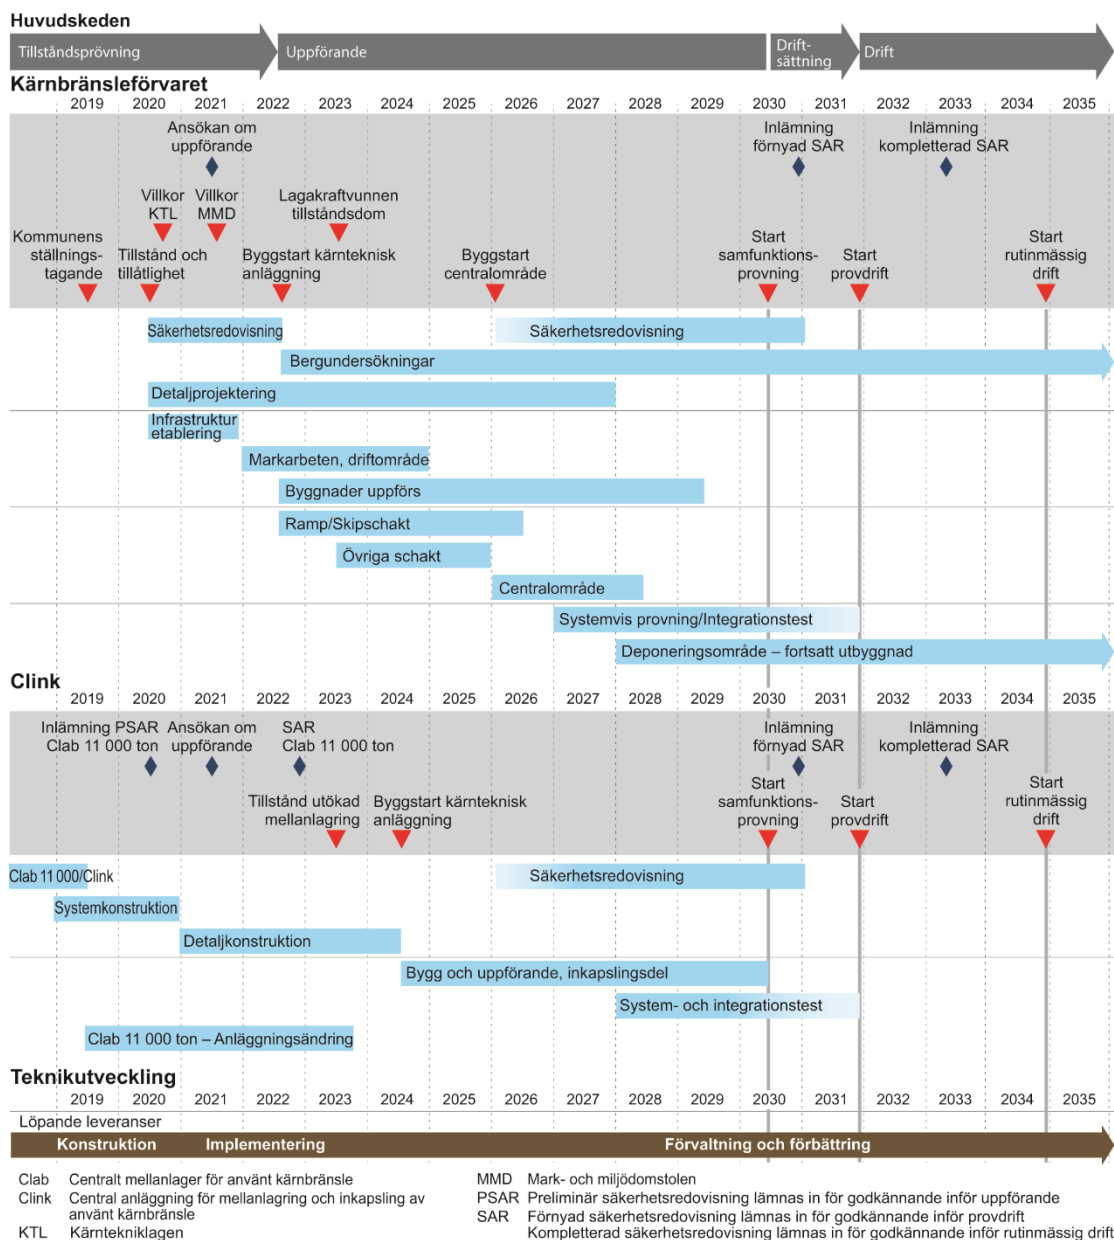 Huvudskeden
Tillståndsprövning
Uppförande
Drift-
sättning
Drift
Kärnbränsleförvaret
2019 2020 2021 2022 2023 2024 2025 2026 2027 2028 2029 2030 2031 2032 2033 2034 2035
Ansökan om
uppförande
Inlämning
förnyad SAR
Inlämning
kompletterad SAR
Villkor
KTL
Villkor
MMD
Lagakraftvunnen
tillståndsdom
Kommunens
ställnings-
tagande
Tillstånd och
tillåtlighet
Byggstart kärnteknisk
anläggning
Byggstart
centralområde
Start
samfunktions-
provning
Start
provdrift
Start
rutinmässig
drift
Säkerhetsredovisning
Säkerhetsredovisning
Bergundersökningar
Detaljprojektering
Infrastruktur
etablering
Markarbeten, driftområde
Byggnader uppförs
Ramp/Skipschakt
Övriga schakt
Centralområde
Systemvis provning/Integrationstest
Deponeringsområde – fortsatt utbyggnad
Clink
2019 2020 2021 2022 2023 2024 2025 2026 2027 2028 2029 2030 2031 2032 2033 2034 2035
Inlämning PSAR
Clab 11 000 ton
Ansökan om
uppförande
SAR
Clab 11 000 ton
Inlämning
förnyad SAR
Inlämning
kompletterad SAR
Tillstånd utökad
mellanlagring
Byggstart kärnteknisk
anläggning
Start
samfunktions-
provning
Start
provdrift
Start
rutinmässig
drift
Clab 11 000/Clink
Säkerhetsredovisning
Systemkonstruktion
Detaljkonstruktion
Bygg och uppförande, inkapslingsdel
System- och integrationstest
Clab 11 000 ton – Anläggningsändring
Teknikutveckling
2019 2020 2021 2022 2023 2024 2025 2026 2027 2028 2029 2030 2031 2032 2033 2034 2035
Löpande leveranser
Konstruktion
Implementering
Förvaltning och förbättring
Clab Centralt mellanlager för använt kärnbränsle
Clink Central anläggning för mellanlagring och inkapsling av
använt kärnbränsle
KTL Kärntekniklagen
MMD Mark- och miljödomstolen
PSAR Preliminär säkerhetsredovisning lämnas in för godkännande inför uppförande
SAR Förnyad säkerhetsredovisning lämnas in för godkännande inför provdrift
Kompletterad säkerhetsredovisning lämnas in för godkännande inför rutinmässig drift